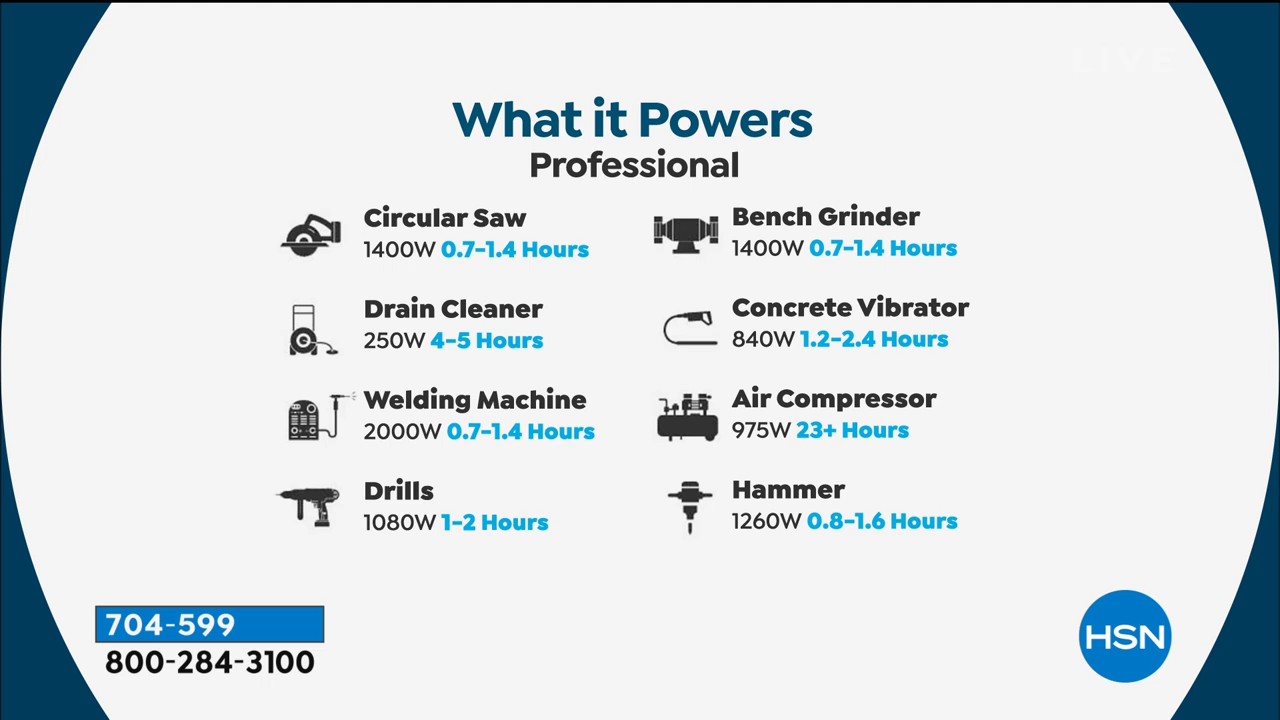 LIVE
What it Powers
Professional
Circular Saw
1400W 0.7-1.4 Hours
Bench Grinder
1400W 0.7-1.4 Hours
Drain Cleaner
250W 4-5 Hours
Concrete Vibrator
840W 1.2-2.4 Hours
Welding Machine
2000W 0.7-1.4 Hours
Air Compressor
975W 23+ Hours
Drills
1080W 1-2 Hours
Hammer
1260W 0.8-1.6 Hours
704-599
800-284-3100
HSN